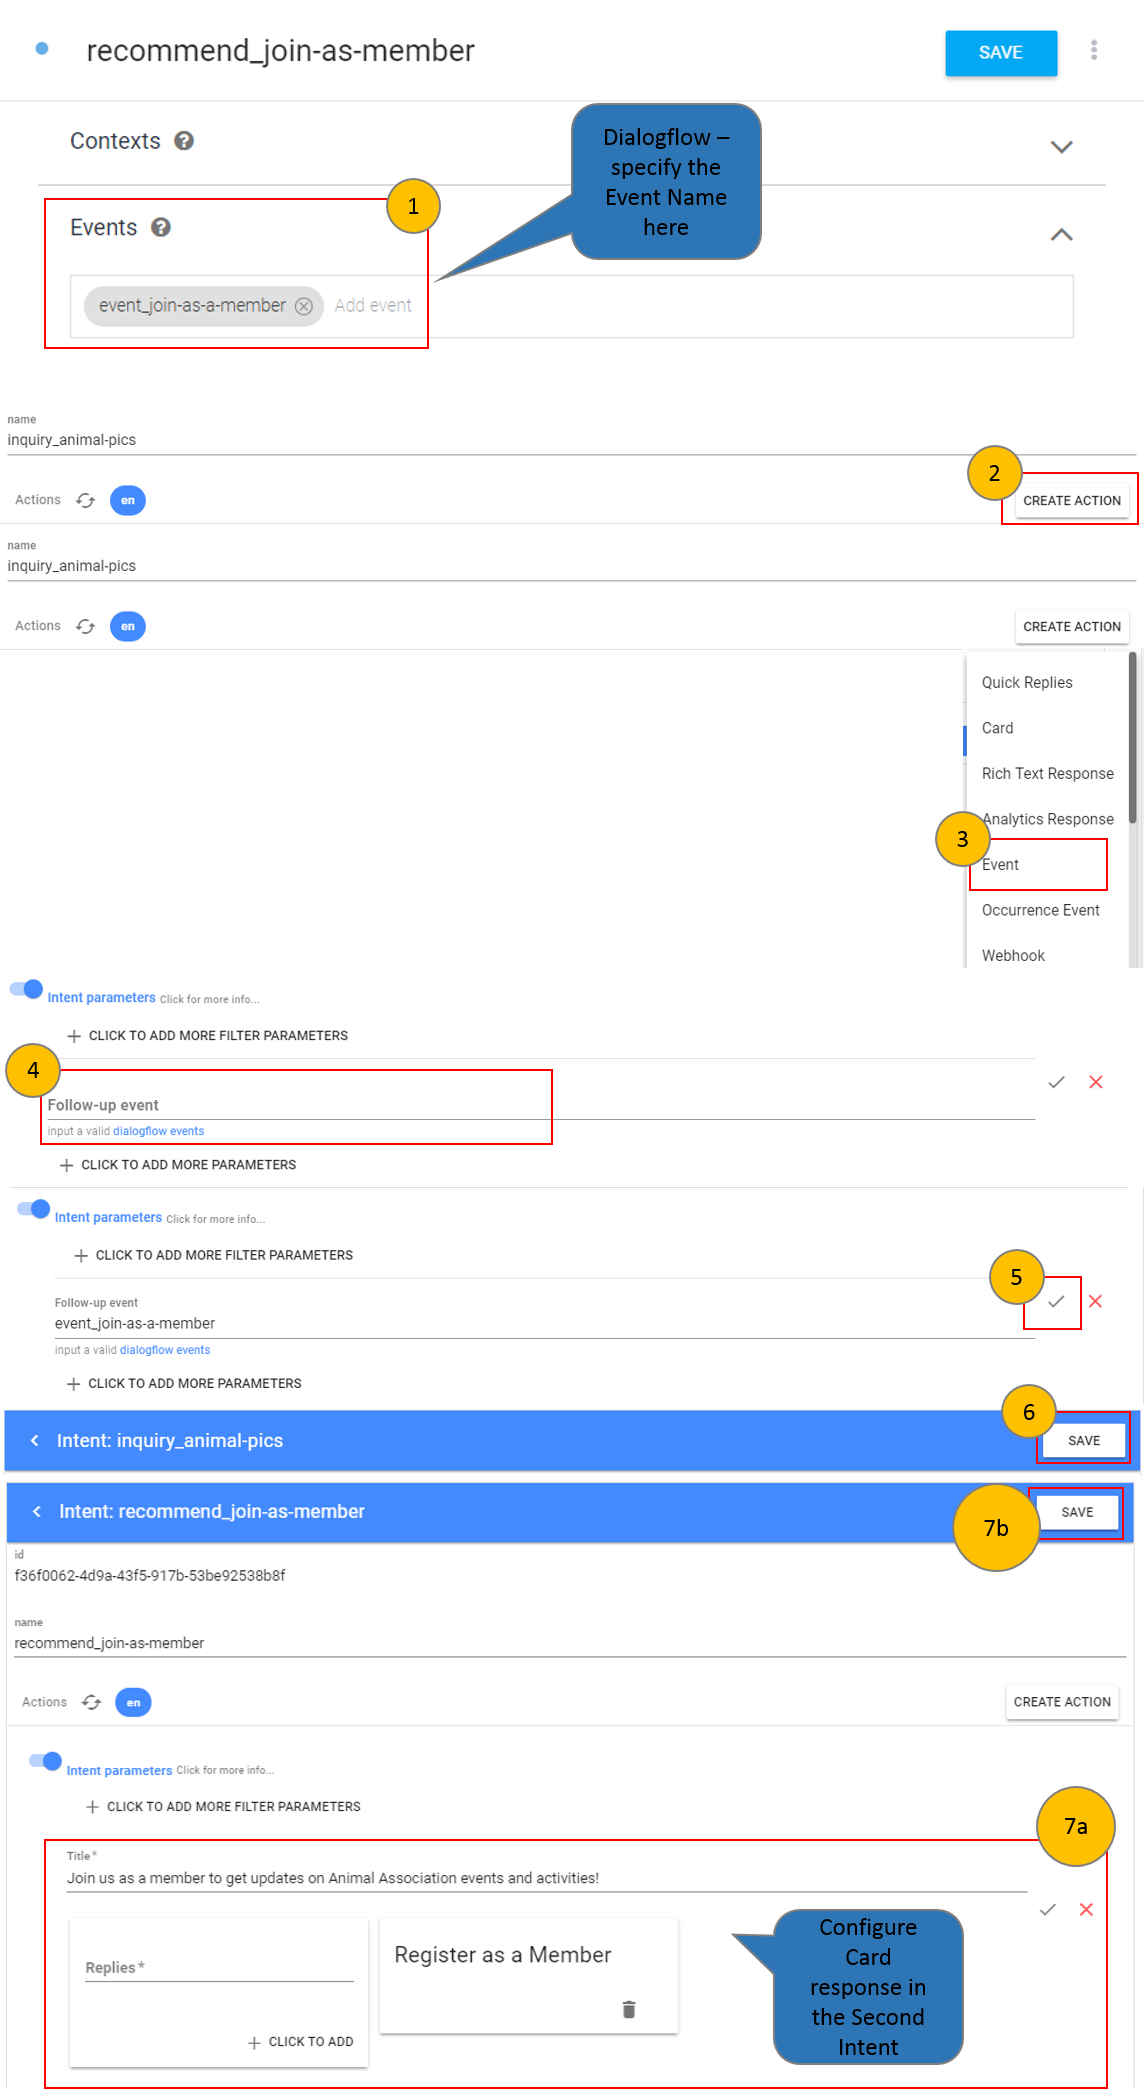 recommend_join-as-member
SAVE
Contexts ?
Dialogflow –
specify the
Event Name
here
1
Events ?
event_join-as-a-member Add event
name
inquiry_animal-pics
2
Actions en CREATE ACTION
name
inquiry_animal-pics
Actions en CREATE ACTION
Quick Replies
Card
Rich Text Response
Analytics Response
3
Event
Occurrence Event
Webhook
Intent parameters Click for more info...
CLICK TO ADD MORE FILTER PARAMETERS
4
Follow-up event
input a valid dialogflow events
CLICK TO ADD MORE PARAMETERS
Intent parameters Click for more info...
CLICK TO ADD MORE FILTER PARAMETERS
5
Follow-up event
event_join-as-a-member
input a valid dialogflow events
CLICK TO ADD MORE PARAMETERS
6
Intent: inquiry_animal-pics SAVE
Intent: recommend_join-as-member SAVE
7b
id
f36f0062-4d9a-43f5-917b-53be92538b8f
name
recommend_join-as-member
Actions en CREATE ACTION
Intent parameters Click for more info...
CLICK TO ADD MORE FILTER PARAMETERS
7a
Title *
Join us as a member to get updates on Animal Association events and activities!
Replies *
CLICK TO ADD
Register as a Member
Configure
Card
response in
the Second
Intent